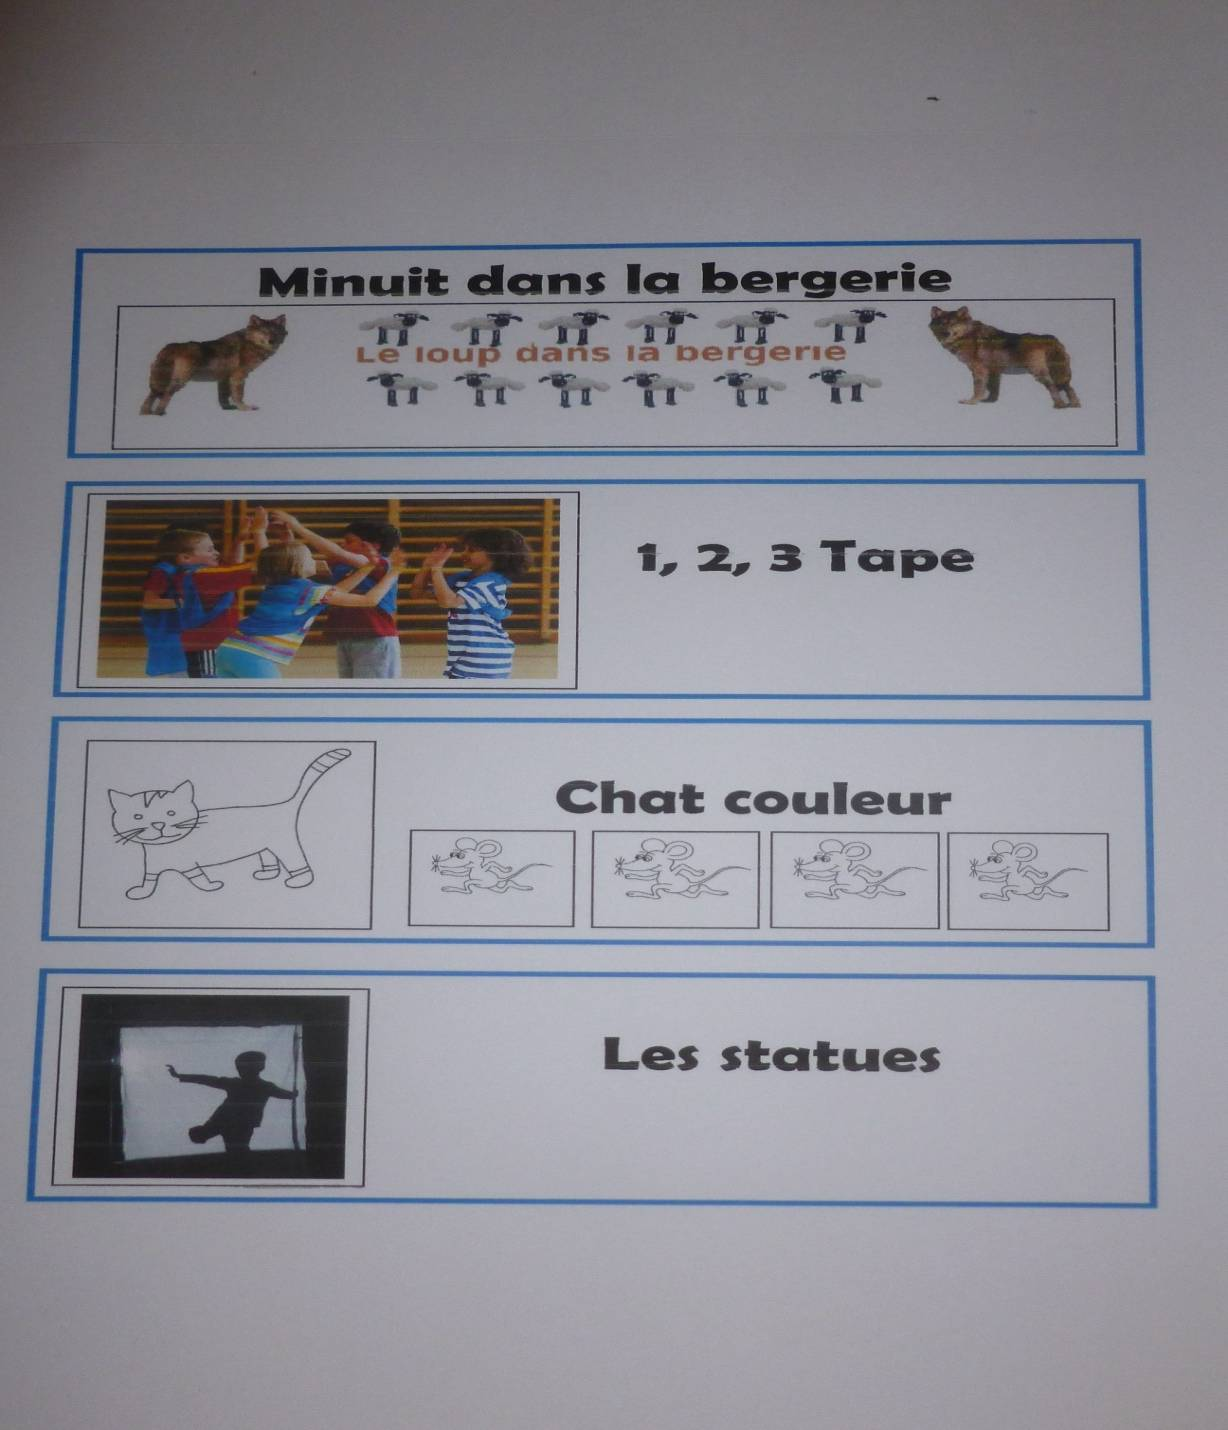 Minuit dans la bergerie
Le loup dans la bergerie
1, 2, 3 Tape
Chat couleur
Les statues